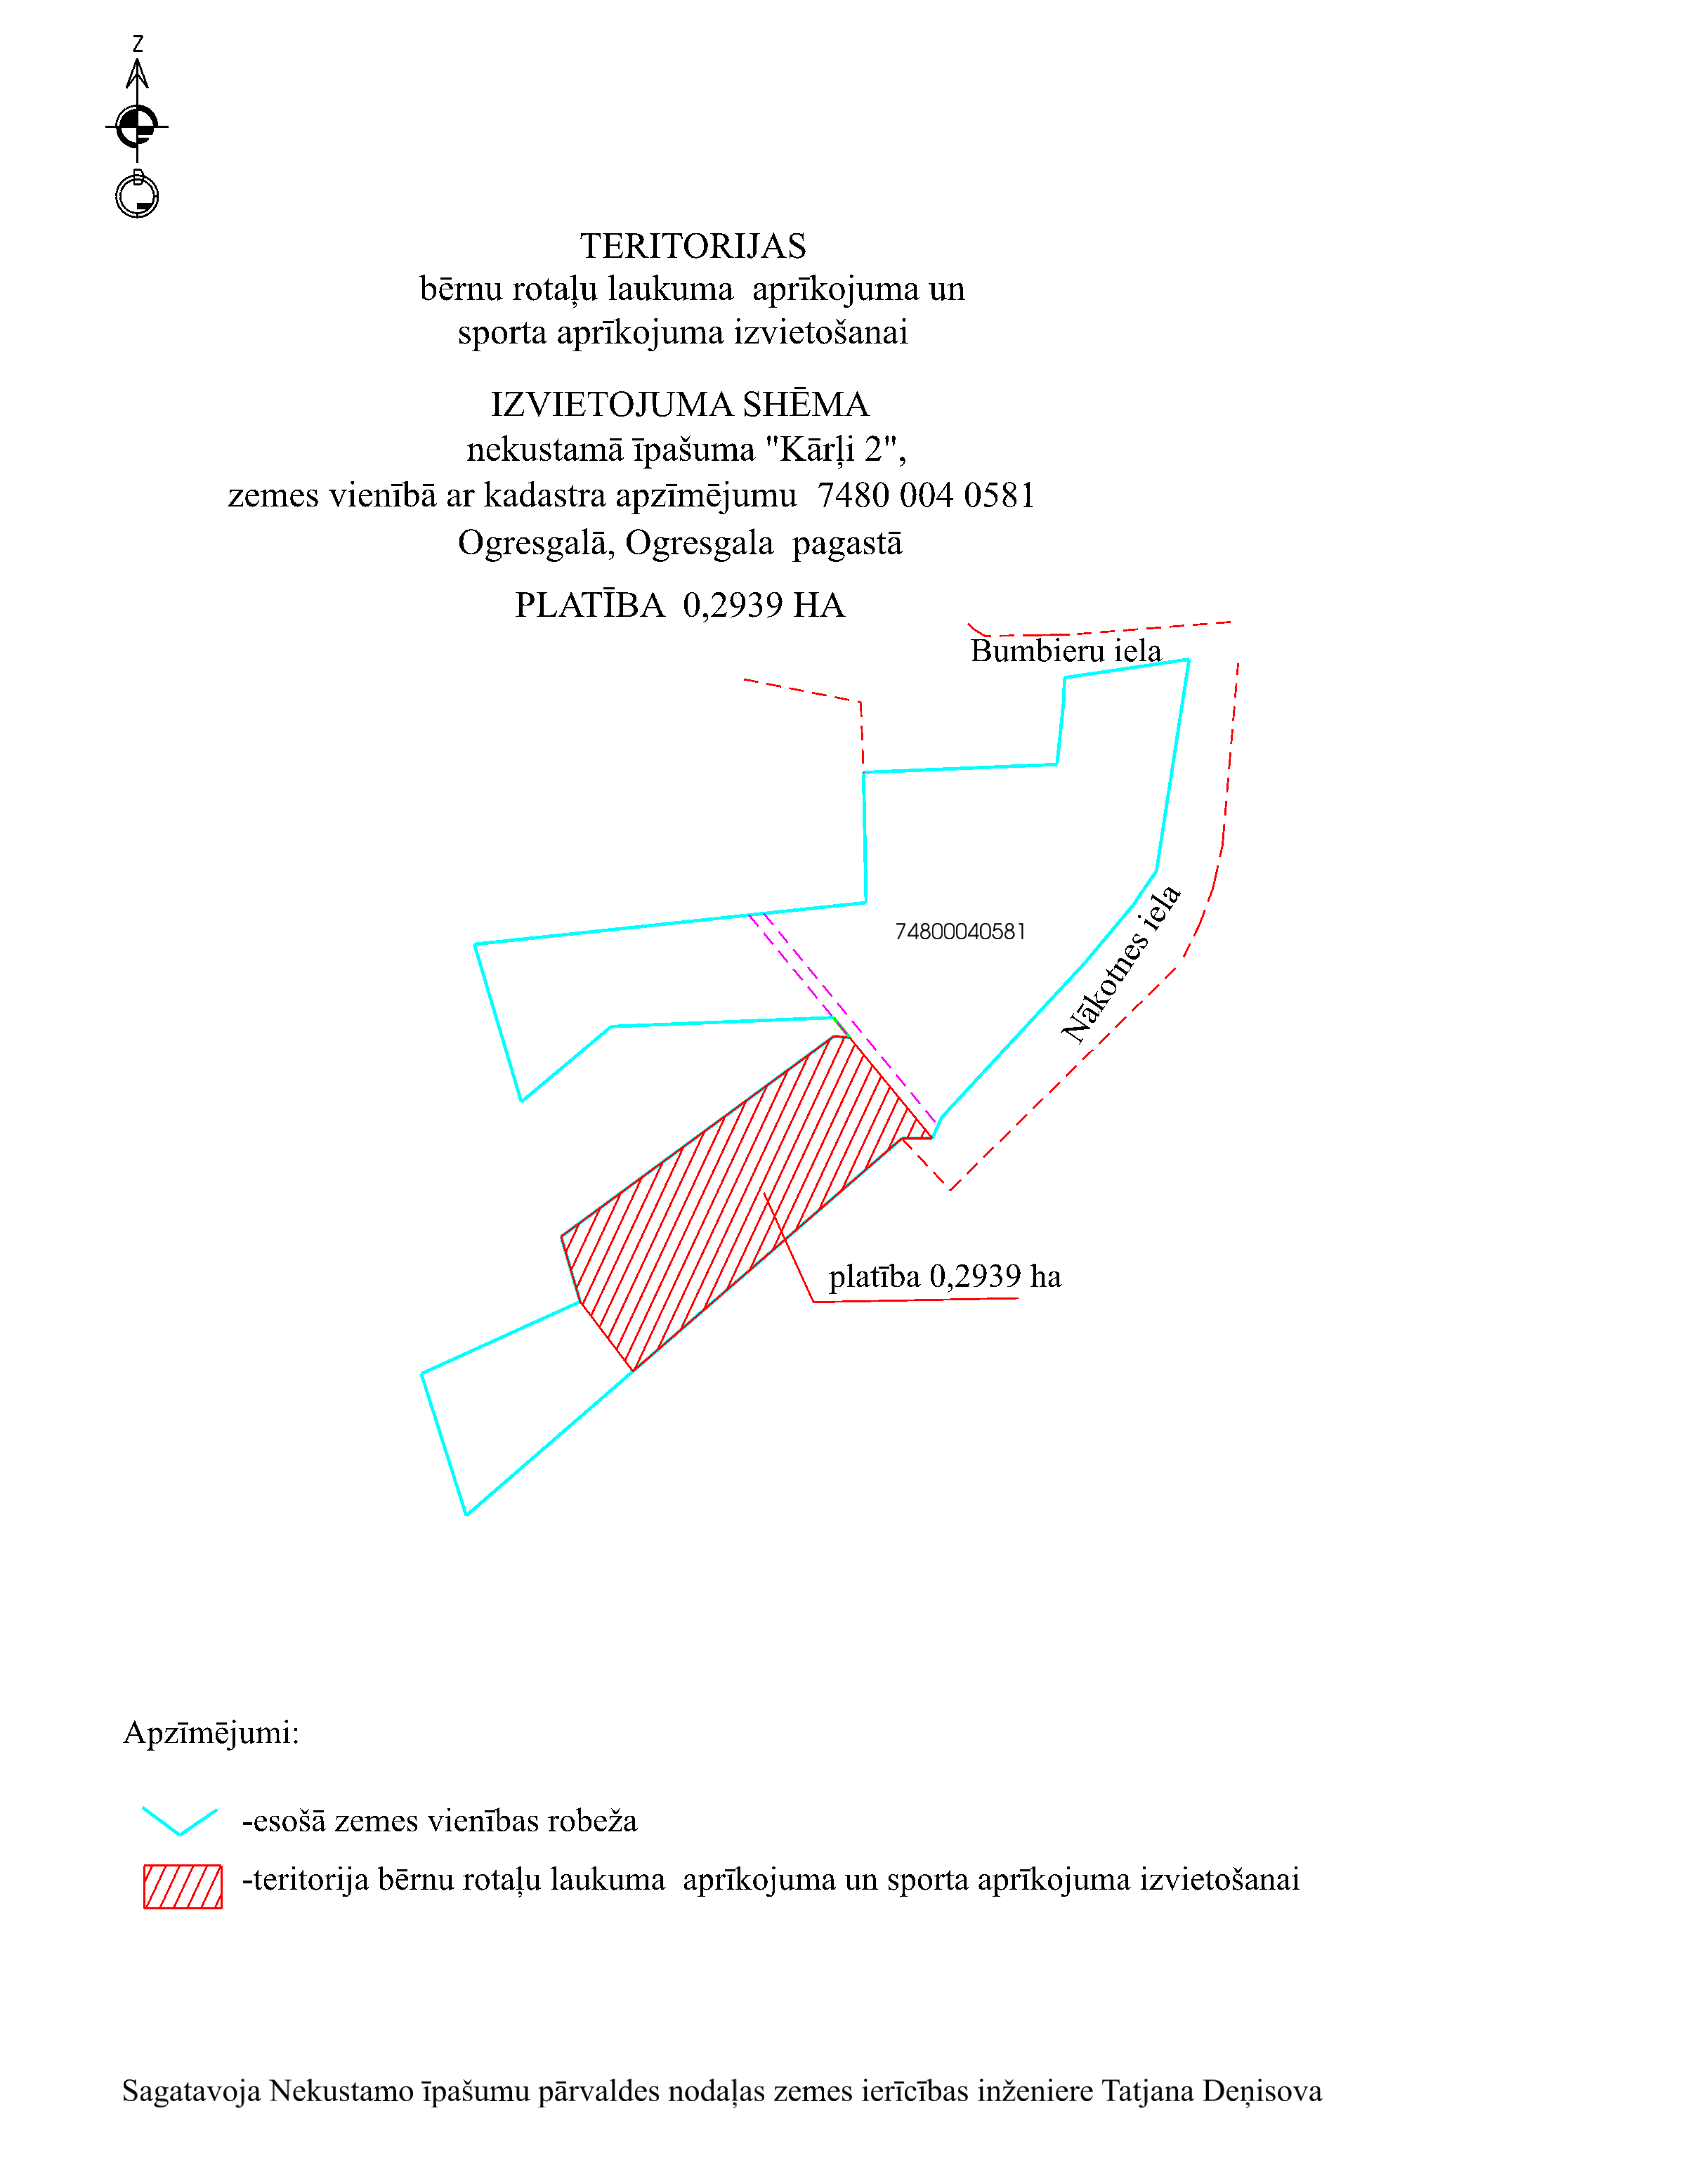 Z
D
TERITORIJAS
bērnu rotaļu laukuma  aprīkojuma un
sporta aprīkojuma izvietošanai
IZVIETOJUMA SHĒMA
nekustamā īpašuma "Kārļi 2",
zemes vienībā ar kadastra apzīmējumu  7480 004 0581
Ogresgalā, Ogresgala  pagastā
PLATĪBA  0,2939 HA
Bumbieru iela
74800040581
Nākotnes iela
platība 0,2939 ha
Apzīmējumi:
-esošā zemes vienības robeža
-teritorija bērnu rotaļu laukuma  aprīkojuma un sporta aprīkojuma izvietošanai
Sagatavoja Nekustamo īpašumu pārvaldes nodaļas zemes ierīcības inženiere Tatjana Deņisova